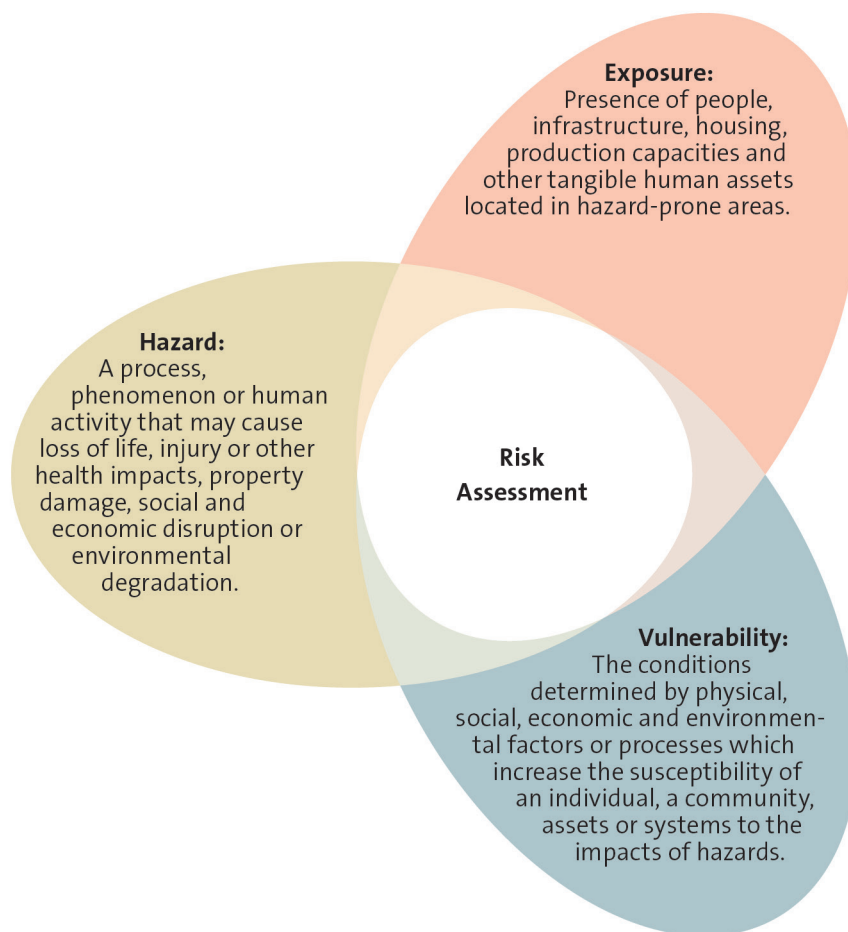 Exposure:
Presence of people,
infrastructure, housing,
production capacities and
other tangible human assets
located in hazard-prone areas.
Hazard:
A process,
phenomenon or human
activity that may cause
loss of life, injury or other
health impacts, property
damage, social and
economic disruption or
environmental
degradation.
Risk
Assessment
Vulnerability:
The conditions
determined by physical,
social, economic and environmen-
tal factors or processes which
increase the susceptibility of
an individual, a community,
assets or systems to the
impacts of hazards.